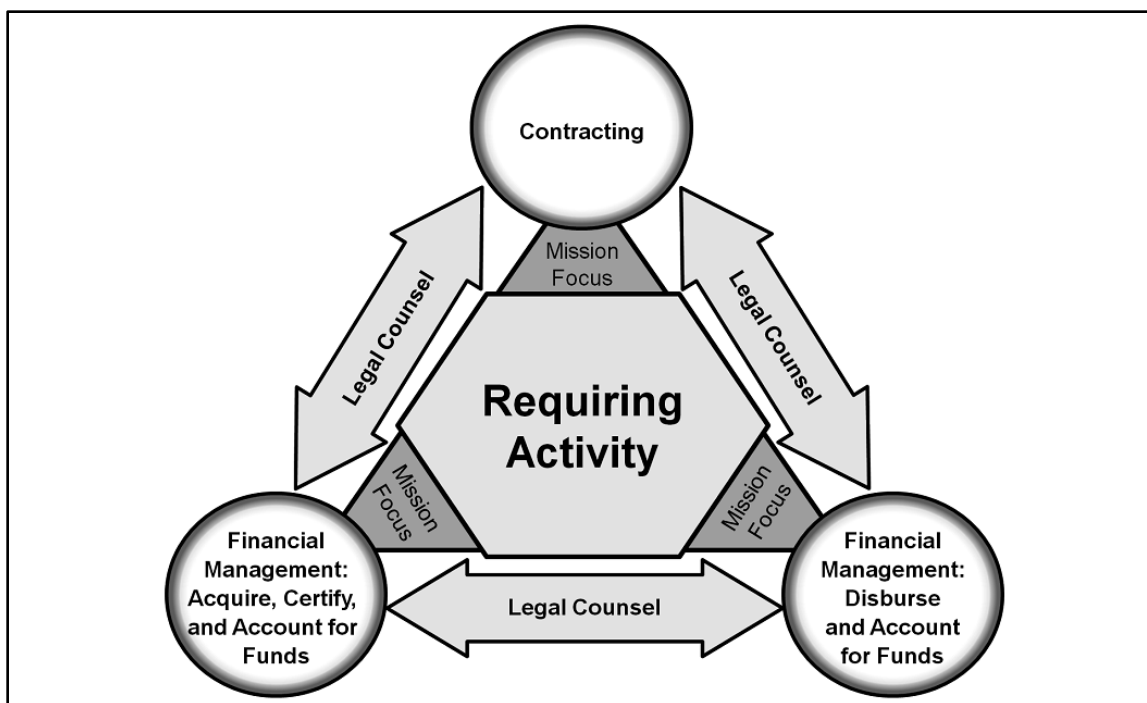 Contracting
Mission
Focus
Legal Counsel
Legal Counsel
Requiring
Activity
Mission
Focus
Mission
Focus
Financial
Management:
Acquire, Certify,
and Account for
Funds
Legal Counsel
Financial
Management:
Disburse
and Account
for Funds